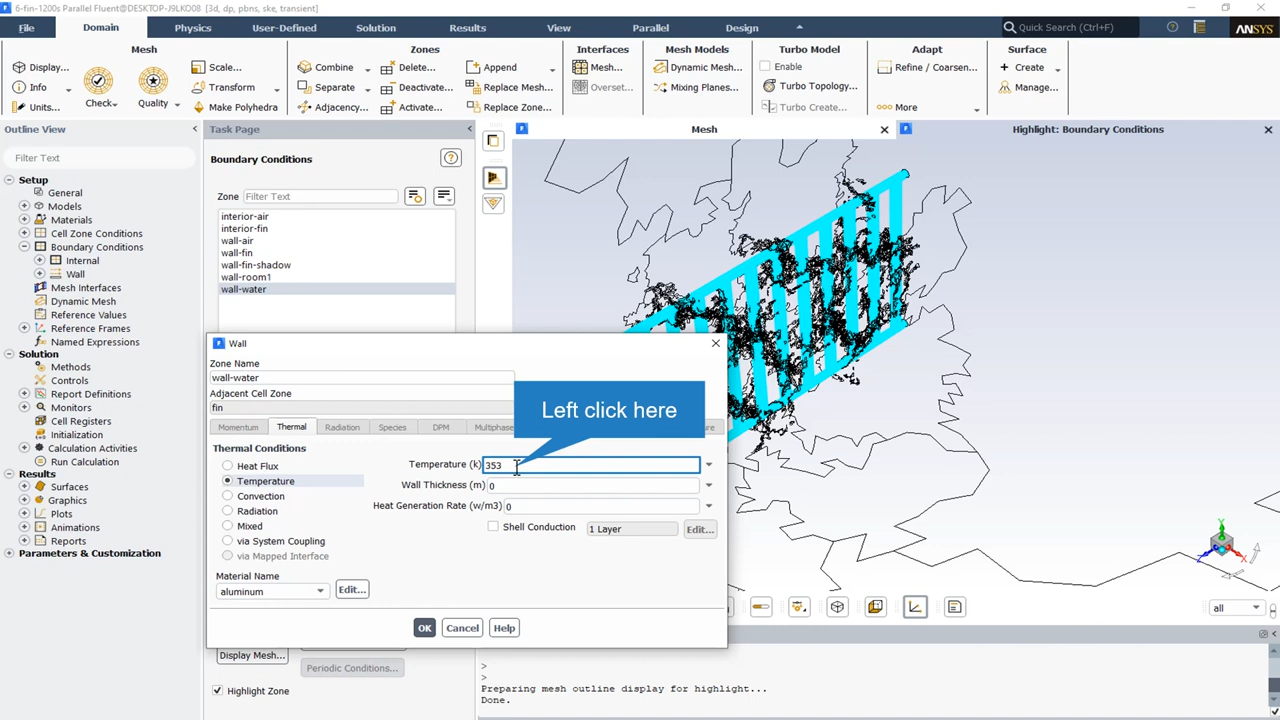 6-fin-1200s Parallel Fluent@DESKTOP-J9LKO08 [3d, dp, pbns, ske, transient]
File Domain Physics User-Defined Solution Results View Parallel Design Quick Search (Ctrl+F) ANSYS
Mesh Zones Interfaces Mesh Models Turbo Model Adapt Surface
Display... Scale... Combine Delete... Append Mesh... Dynamic Mesh... Enable Refine / Coarsen... Create
Info Check Quality Transform Separate Deactivate... Replace Mesh... Overset... Mixing Planes... Turbo Topology... Manage...
Units... Make Polyhedra Adjacency... Activate... Replace Zone... Turbo Create... More
Outline View
Filter Text
Setup
General
Models
Materials
Cell Zone Conditions
Boundary Conditions
Internal
Wall
Mesh Interfaces
Dynamic Mesh
Reference Values
Reference Frames
Named Expressions
Solution
Methods
Controls
Report Definitions
Monitors
Cell Registers
Initialization
Calculation Activities
Run Calculation
Results
Surfaces
Graphics
Plots
Animations
Reports
Parameters & Customization
Task Page
Boundary Conditions
Zone Filter Text
interior-air
interior-fin
wall-air
wall-fin
wall-fin-shadow
wall-room1
wall-water
Mesh
Highlight: Boundary Conditions
Wall
Zone Name
wall-water
Adjacent Cell Zone
fin
Left click here
Momentum Thermal Radiation Species DPM Multiphase
Thermal Conditions
Heat Flux
Temperature
Convection
Radiation
Mixed
via System Coupling
via Mapped Interface
Temperature (k) 353
Wall Thickness (m) 0
Heat Generation Rate (w/m3) 0
Shell Conduction 1 Layer Edit...
Material Name
aluminum Edit...
OK Cancel Help
Display Mesh...
Periodic Conditions...
Highlight Zone
Y
X
all
>
>
Preparing mesh outline display for highlight...
Done.